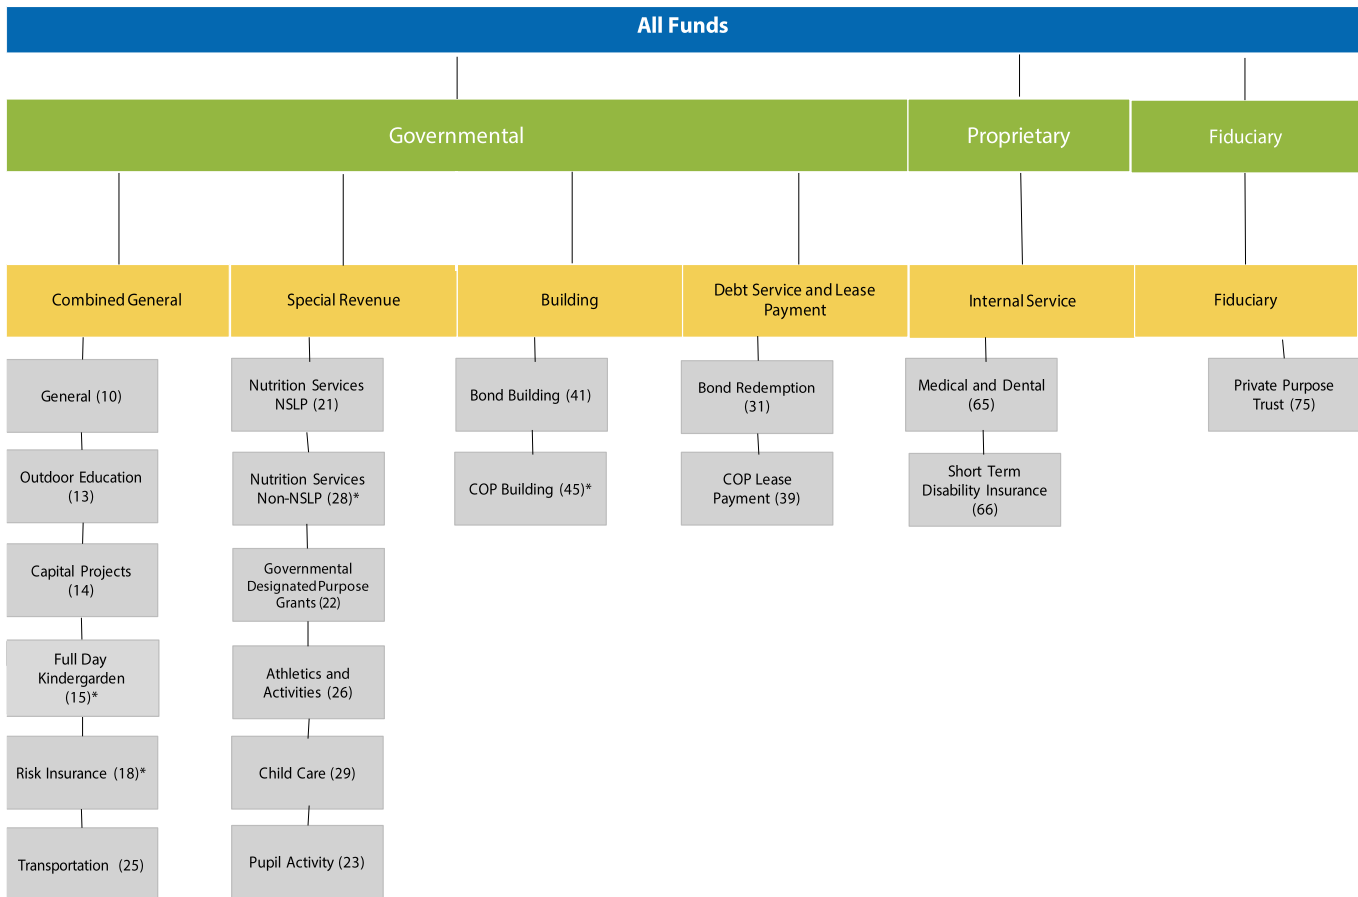 All Funds
Governmental
Proprietary
Fiduciary
Combined General
Special Revenue
Building
Debt Service and Lease
Payment
Internal Service
Fiduciary
General (10)
Outdoor Education
(13)
Capital Projects
(14)
Full Day
Kindergarden
(15)*
Risk Insurance (18)*
Transportation (25)
Nutrition Services
NSLP (21)
Nutrition Services
Non-NSLP (28)*
Governmental
Designated Purpose
Grants (22)
Athletics and
Activities (26)
Child Care (29)
Pupil Activity (23)
Bond Building (41)
COP Building (45)*
Bond Redemption
(31)
COP Lease
Payment (39)
Medical and Dental
(65)
Short Term
Disability Insurance
(66)
Private Purpose
Trust (75)